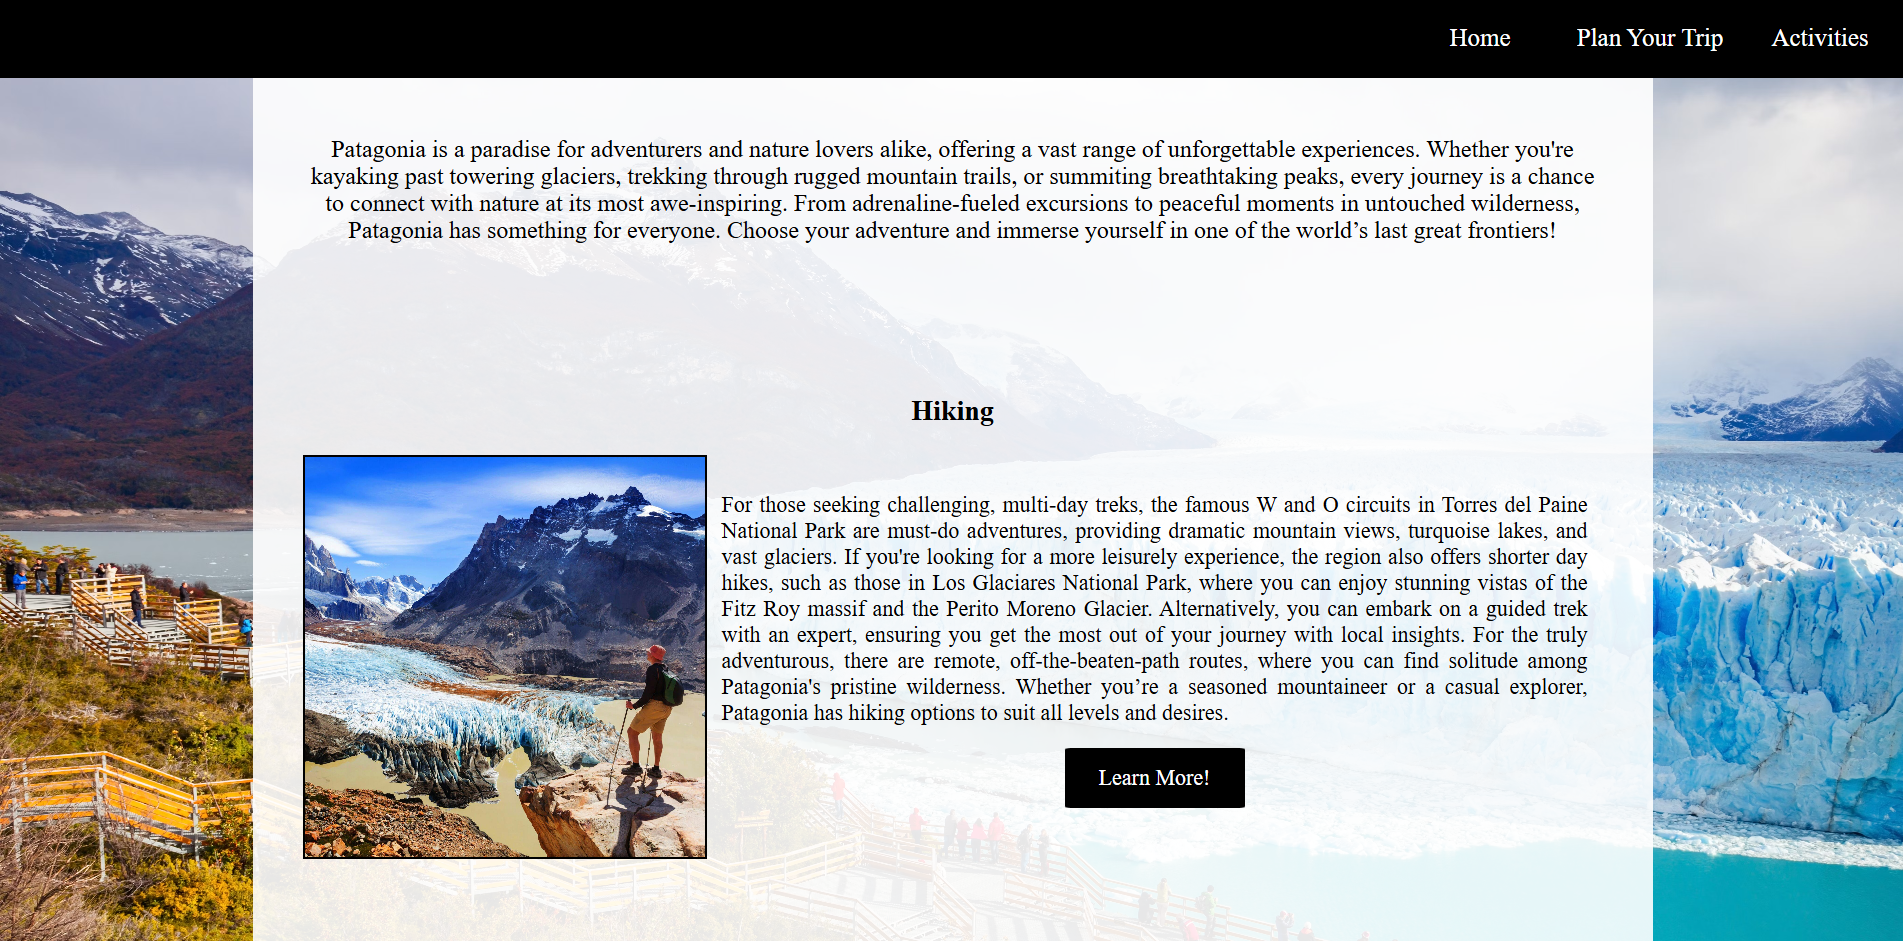 Home Plan Your Trip Activities
Patagonia is a paradise for adventurers and nature lovers alike, offering a vast range of unforgettable experiences. Whether you're
kayaking past towering glaciers, trekking through rugged mountain trails, or summiting breathtaking peaks, every journey is a chance
to connect with nature at its most awe-inspiring. From adrenaline-fueled excursions to peaceful moments in untouched wilderness,
Patagonia has something for everyone. Choose your adventure and immerse yourself in one of the world’s last great frontiers!
Hiking
For those seeking challenging, multi-day treks, the famous W and O circuits in Torres del Paine
National Park are must-do adventures, providing dramatic mountain views, turquoise lakes, and
vast glaciers. If you're looking for a more leisurely experience, the region also offers shorter day
hikes, such as those in Los Glaciares National Park, where you can enjoy stunning vistas of the
Fitz Roy massif and the Perito Moreno Glacier. Alternatively, you can embark on a guided trek
with an expert, ensuring you get the most out of your journey with local insights. For the truly
adventurous, there are remote, off-the-beaten-path routes, where you can find solitude among
Patagonia's pristine wilderness. Whether you’re a seasoned mountaineer or a casual explorer,
Patagonia has hiking options to suit all levels and desires.
Learn More!